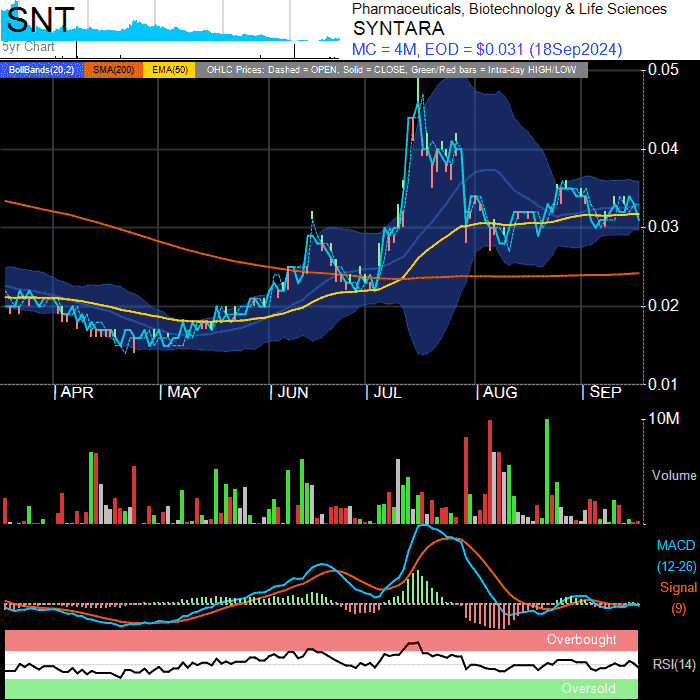 SNT
5yr Chart
Pharmaceuticals, Biotechnology & Life Sciences
SYNTARA
MC = 4M, EOD = $0.031 (18Sep2024)
BollBands(20,2) SMA(200) EMA(50) OHLC Prices: Dashed = OPEN, Solid = CLOSE, Green/Red bars = Intra-day HIGH/LOW
0.05
0.04
0.03
0.02
0.01
APR MAY JUN JUL AUG SEP
10M
Volume
MACD
(12-26)
Signal
(9)
Overbought
RSI(14)
Oversold